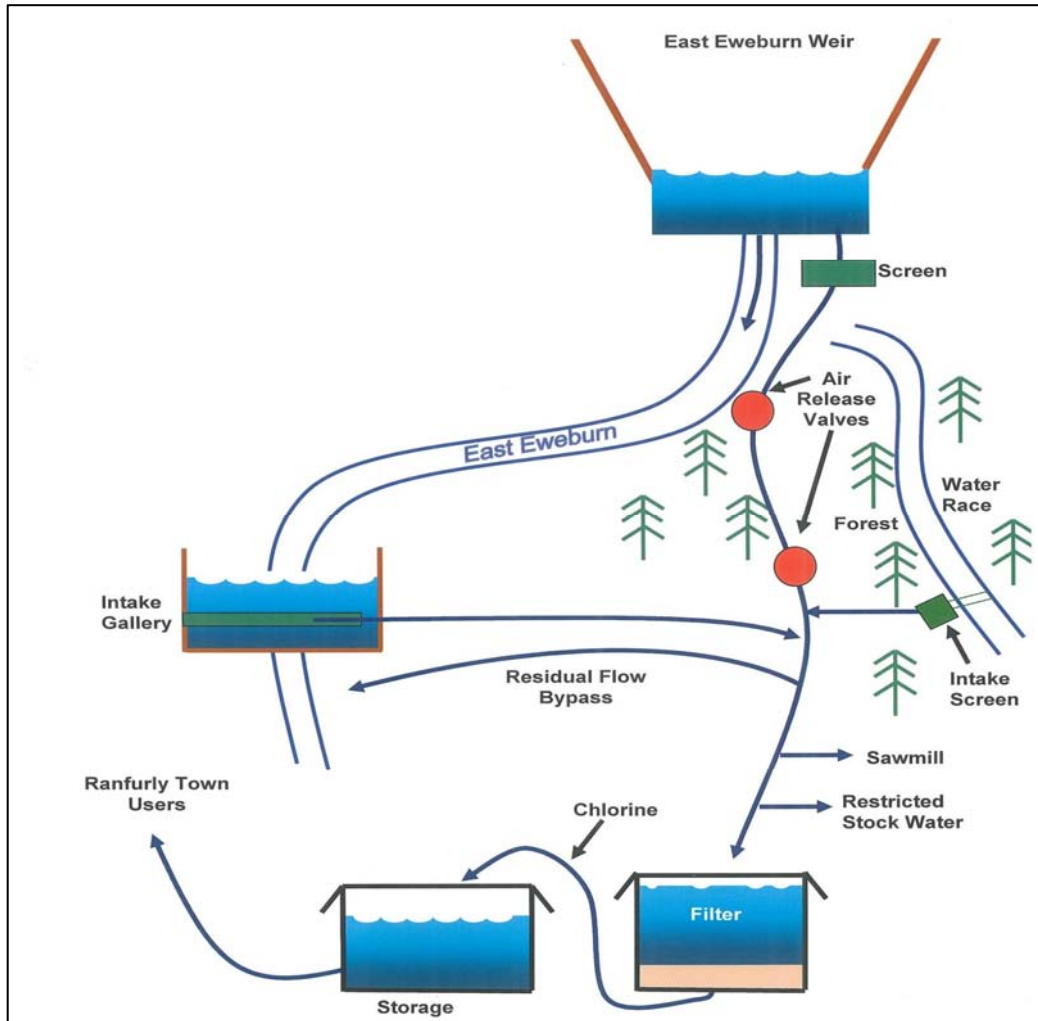 East Eweburn Weir
Screen
Air
Release
Valves
East Eweburn
Water
Race
Forest
Intake
Gallery
Intake
Screen
Residual Flow
Bypass
Sawmill
Ranfurly Town
Users
Restricted
Stock Water
Chlorine
Filter
Storage